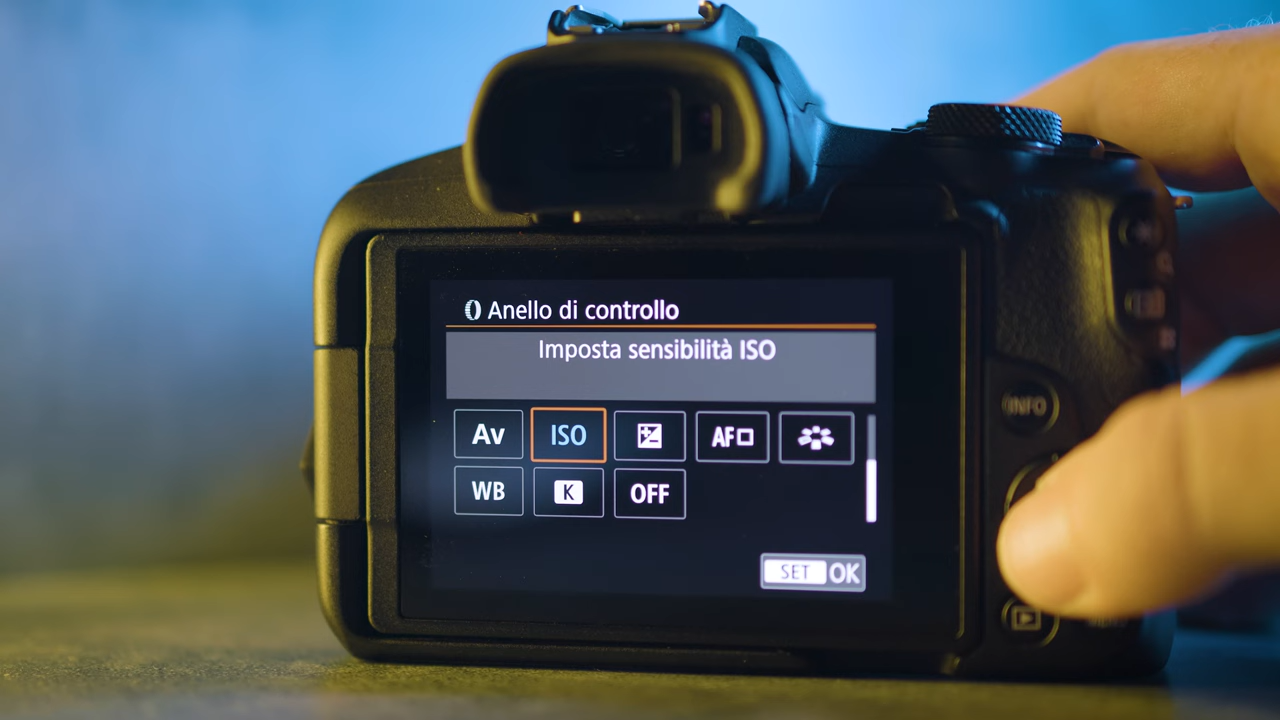 Anello di controllo
Imposta sensibilità ISO
Av ISO AF
WB K OFF
SET OK
INFO